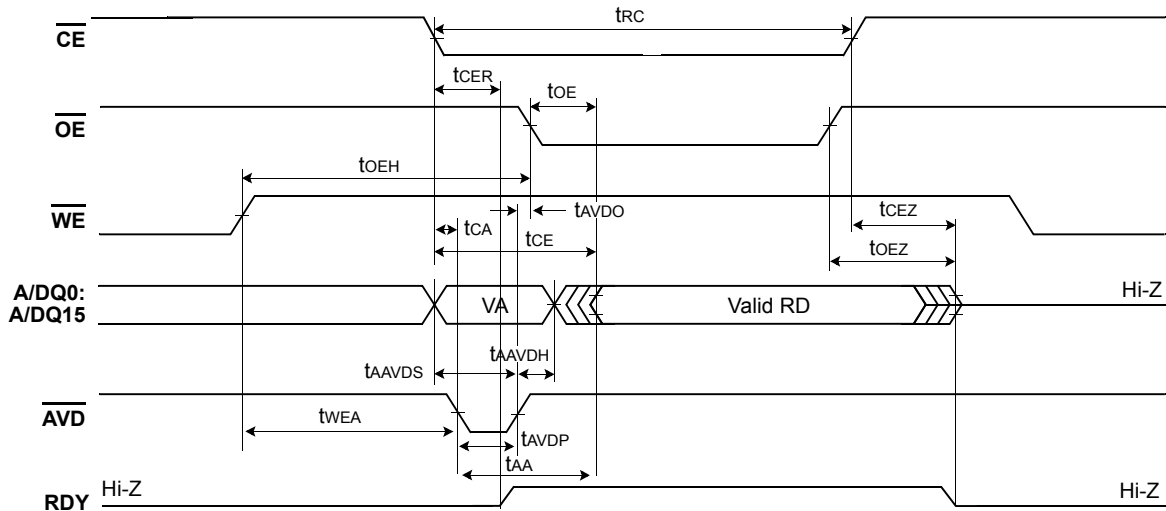 tRC
CE
tCER
tOE
OE
tOEH
WE
tAVDO
tCEZ
tCA
tCE
tOEZ
A/DQ0:
A/DQ15
VA
Valid RD
Hi-Z
tAAVDH
tAAVDS
AVD
tWEA
tAVDP
tAA
Hi-Z
RDY
Hi-Z